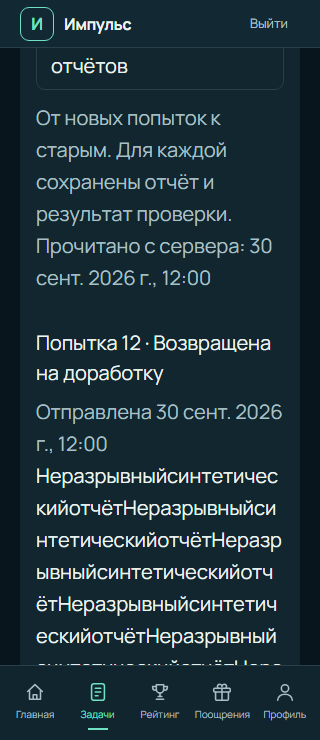 И Импульс Выйти
отчётов
От новых попыток к
старым. Для каждой
сохранены отчёт и
результат проверки.
Прочитано с сервера: 30
сент. 2026 г., 12:00
Попытка 12 · Возвращена
на доработку
Отправлена 30 сент. 2026
г., 12:00
Неразрывныйсинтетичес
кийотчётНеразрывныйси
нтетическийотчётНеразр
ывныйсинтетическийотч
ётНеразрывныйсинтетич
ескийотчётНеразрывный
Главная Задачи Рейтинг Поощрения Профиль